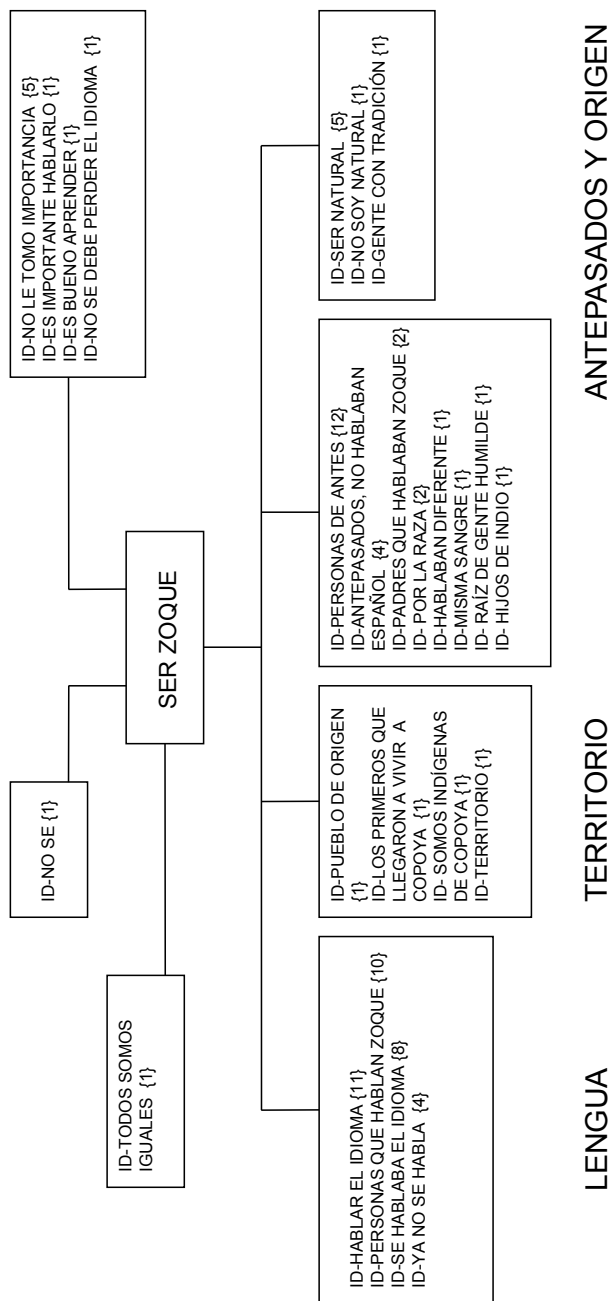 ID-NO LE TOMO IMPORTANCIA {5}
ID-ES IMPORTANTE HABLARLO {1}
ID-ES BUENO APRENDER {1}
ID-NO SE DEBE PERDER EL IDIOMA {1}
ID-NO SE {1}
ID-TODOS SOMOS
IGUALES {1}
SER ZOQUE
ID-HABLAR EL IDIOMA {11}
ID-PERSONAS QUE HABLAN ZOQUE {10}
ID-SE HABLABA EL IDIOMA {8}
ID-YA NO SE HABLA {4}
ID-PUEBLO DE ORIGEN
{1}
ID-LOS PRIMEROS QUE
LLEGARON A VIVIR A
COPOYA {1}
ID- SOMOS INDÍGENAS
DE COPOYA {1}
ID-TERRITORIO {1}
ID-PERSONAS DE ANTES {12}
ID-ANTEPASADOS, NO HABLABAN
ESPAÑOL {4}
ID-PADRES QUE HABLABAN ZOQUE {2}
ID- POR LA RAZA {2}
ID-HABLABAN DIFERENTE {1}
ID-MISMA SANGRE {1}
ID- RAÍZ DE GENTE HUMILDE {1}
ID- HIJOS DE INDIO {1}
ID-SER NATURAL {5}
ID-NO SOY NATURAL {1}
ID-GENTE CON TRADICIÓN {1}
LENGUA
TERRITORIO
ANTEPASADOS Y ORIGEN